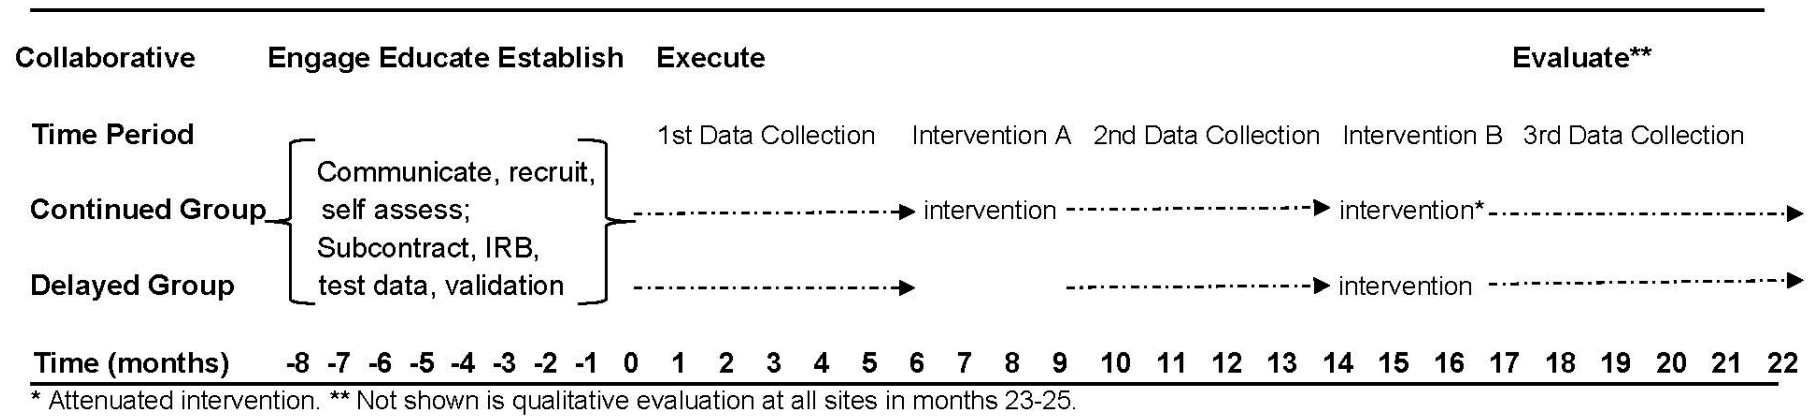 Collaborative Engage Educate Establish Execute Evaluate**
Time Period 1st Data Collection Intervention A 2nd Data Collection Intervention B 3rd Data Collection
Communicate, recruit,
Continued Group self assess; intervention intervention*
Subcontract, IRB,
Delayed Group test data, validation intervention
Time (months) -8 -7 -6 -5 -4 -3 -2 -1 0 1 2 3 4 5 6 7 8 9 10 11 12 13 14 15 16 17 18 19 20 21 22
* Attenuated intervention. ** Not shown is qualitative evaluation at all sites in months 23-25.